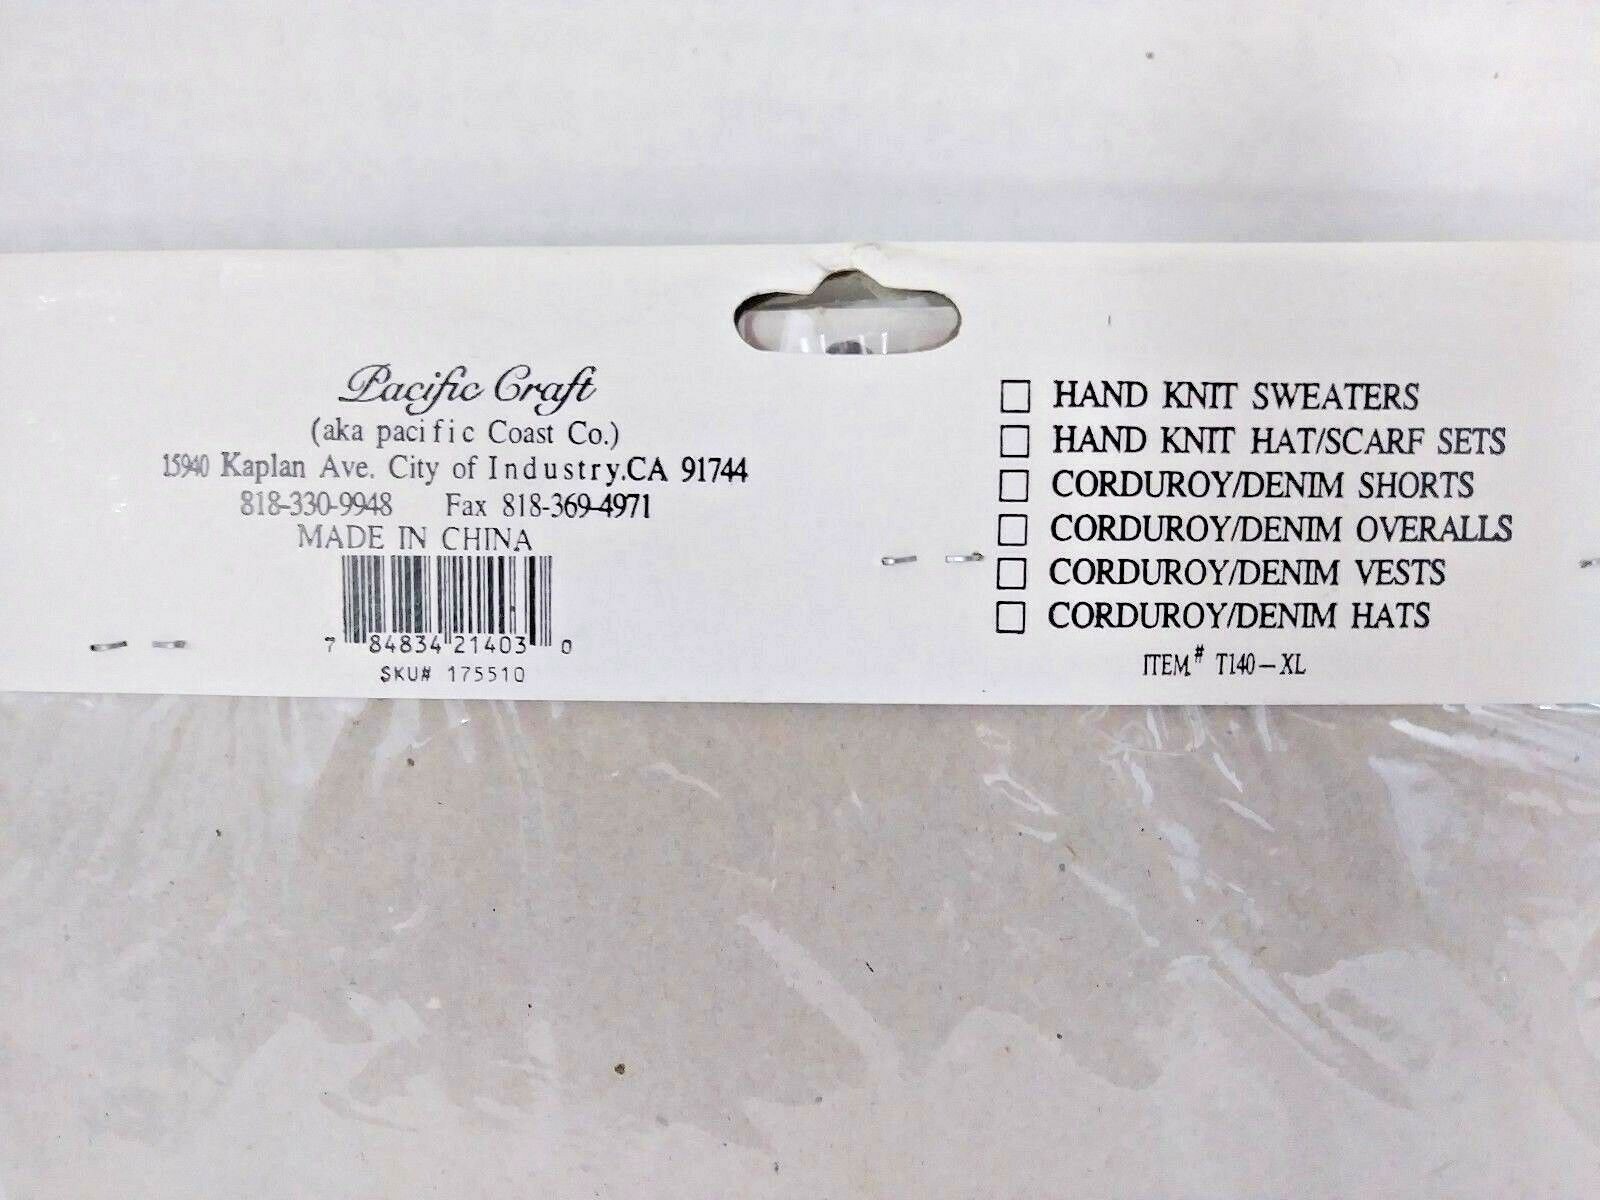 Pacific Craft
(aka pacific Coast Co.)
15940 Kaplan Ave. City of Industry.CA 91744
818-330-9948 Fax 818-369-4971
MADE IN CHINA
7 84834 21403 0
SKU# 175510
HAND KNIT SWEATERS
HAND KNIT HAT/SCARF SETS
CORDUROY/DENIM SHORTS
CORDUROY/DENIM OVERALLS
CORDUROY/DENIM VESTS
CORDUROY/DENIM HATS
ITEM# T140-XL